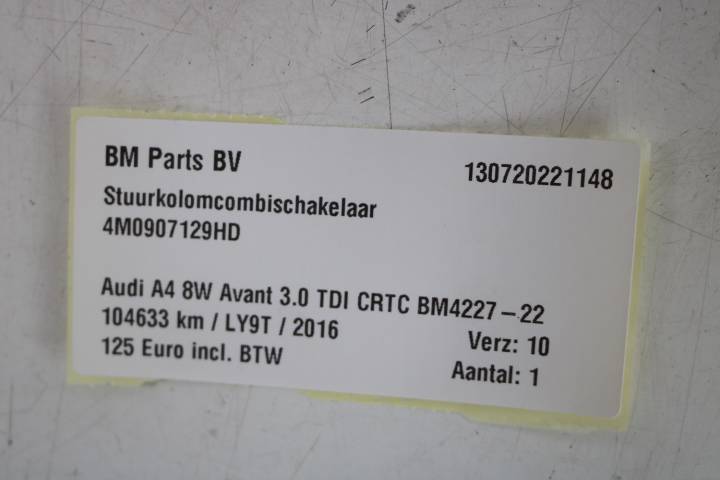 BM Parts BV 130720221148
Stuurkolomcombischakelaar
4M0907129HD
Audi A4 8W Avant 3.0 TDI CRTC BM4227-22
104633 km / LY9T / 2016 Verz: 10
125 Euro incl. BTW Aantal: 1